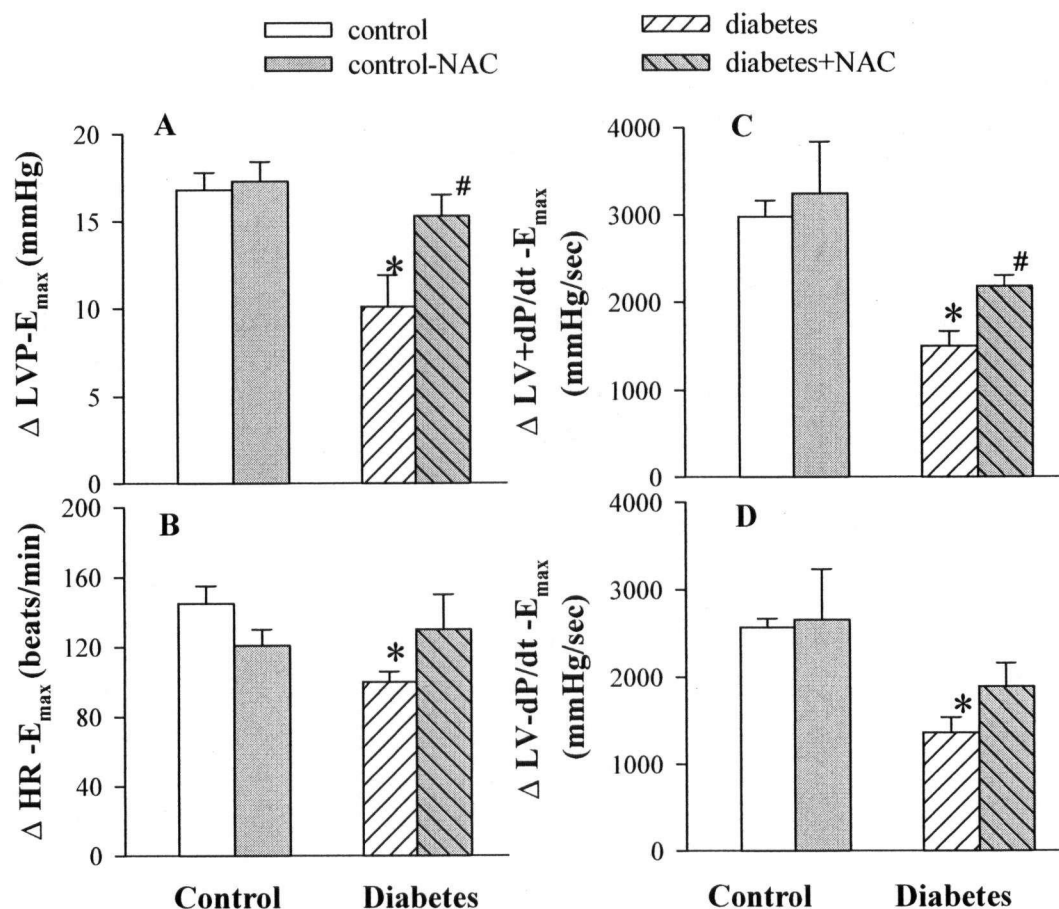 control
control-NAC
diabetes
diabetes+NAC
A
Δ LVP-Emax (mmHg)
20
15
10
5
0
*
#
C
Δ LV+dP/dt -Emax
(mmHg/sec)
4000
3000
2000
1000
0
*
#
B
Δ HR -Emax (beats/min)
200
160
120
80
40
0
*
Control
Diabetes
D
Δ LV-dP/dt -Emax
(mmHg/sec)
4000
3000
2000
1000
0
*
Control
Diabetes